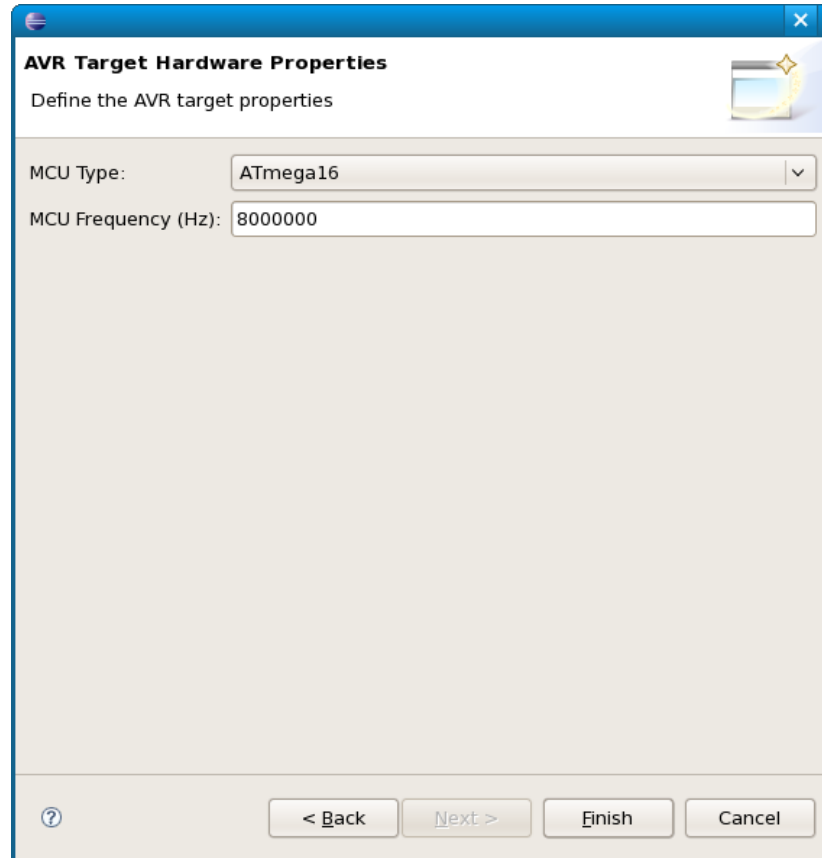 AVR Target Hardware Properties
Define the AVR target properties
MCU Type: ATmega16
MCU Frequency (Hz): 8000000
? < Back Next > Finish Cancel